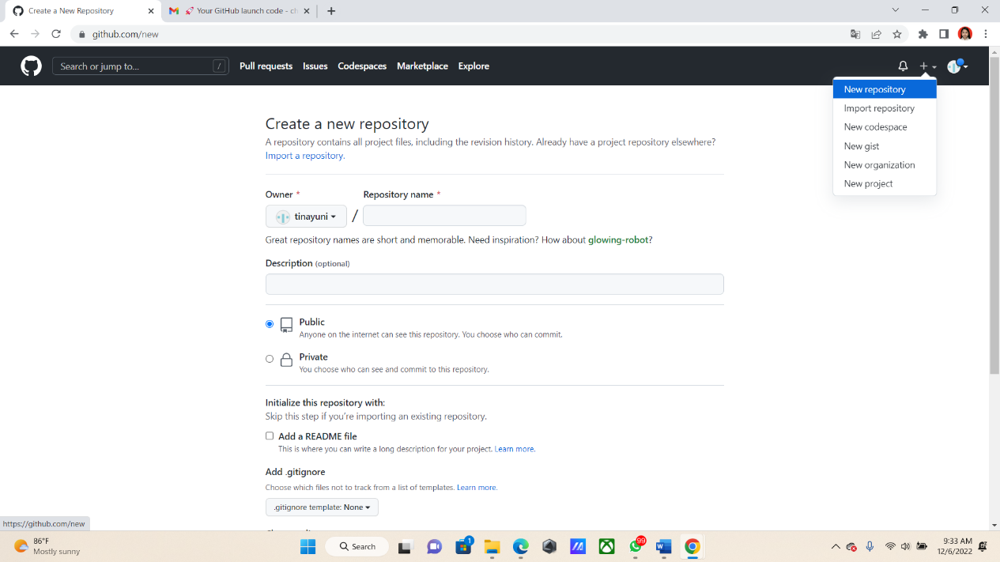 Create a New Repository
🚀 Your GitHub launch code - ch
github.com/new
Search or jump to...
/
Pull requests
Issues
Codespaces
Marketplace
Explore
New repository
Import repository
New codespace
New gist
New organization
New project
Create a new repository
A repository contains all project files, including the revision history. Already have a project repository elsewhere?
Import a repository.
Owner *
Repository name *
tinayuni
/
Great repository names are short and memorable. Need inspiration? How about glowing-robot?
Description (optional)
Public
Anyone on the internet can see this repository. You choose who can commit.
Private
You choose who can see and commit to this repository.
Initialize this repository with:
Skip this step if you're importing an existing repository.
Add a README file
This is where you can write a long description for your project. Learn more.
Add .gitignore
Choose which files not to track from a list of templates. Learn more.
.gitignore template: None
https://github.com/new
86°F
Mostly sunny
Search
1
99
9:33 AM
12/6/2022